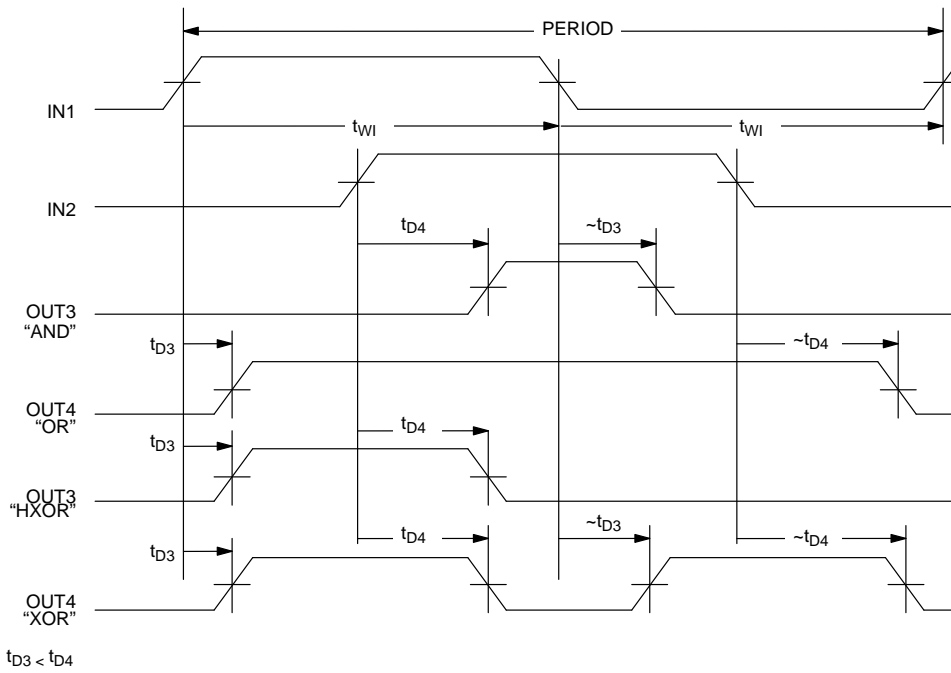 PERIOD
IN1
tWI tWI
IN2
tD4 ~tD3
OUT3
“AND”
tD3 ~tD4
OUT4
“OR”
tD3 tD4
OUT3
“HXOR”
tD3 tD4 ~tD3 ~tD4
OUT4
“XOR”
tD3 < tD4